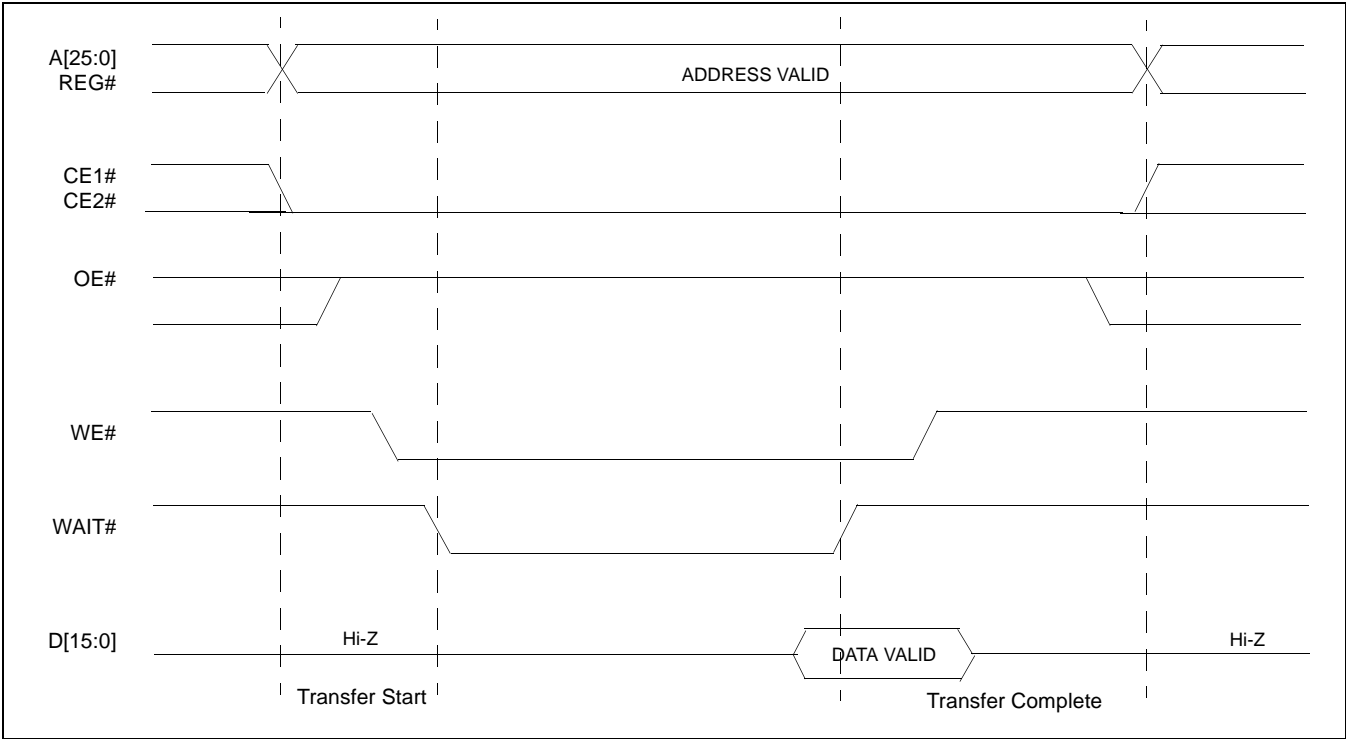 A[25:0]
REG#
ADDRESS VALID
CE1#
CE2#
OE#
WE#
WAIT#
D[15:0]
Hi-Z
DATA VALID
Hi-Z
Transfer Start
Transfer Complete